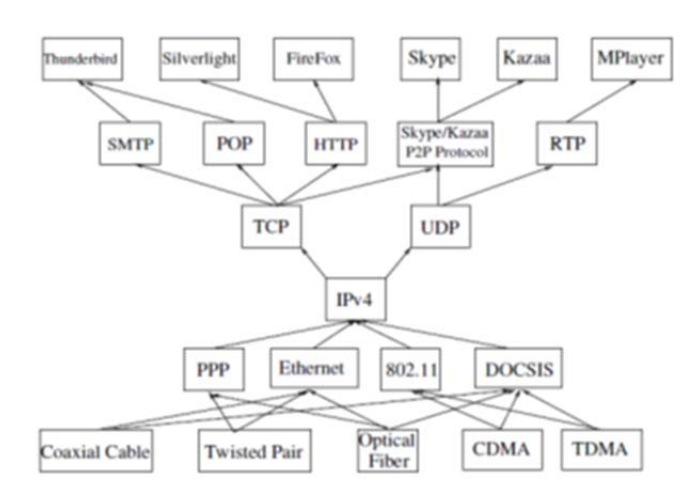 Thunderbird
Silverlight
FireFox
Skype
Kazaa
MPlayer
SMTP
POP
HTTP
Skype/Kazaa
P2P Protocol
RTP
TCP
UDP
IPv4
PPP
Ethernet
802.11
DOCSIS
Coaxial Cable
Twisted Pair
Optical
Fiber
CDMA
TDMA